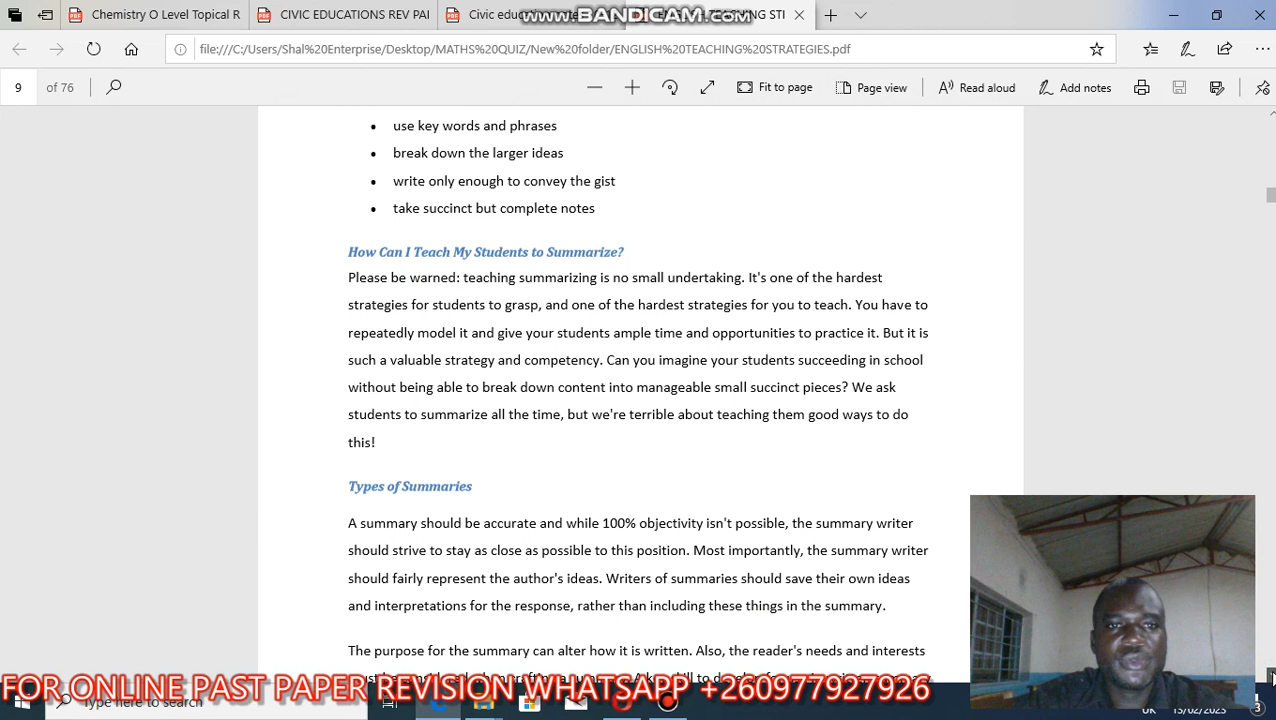 Chemistry Level Topical R
CIVIC EDUCATIONS REV PAI
Civic educ
www.BANDICAM.com
TEACHING STI
file:///C:/Users/Shal%20Enterprise/Desktop/MATHS%20QUIZ/New%20folder/ENGLISH%20TEACHING%20STRATEGIES.pdf
9 of 76
Fit to page
Page view
Read aloud
Add notes
• use key words and phrases
• break down the larger ideas
• write only enough to convey the gist
• take succinct but complete notes
How Can I Teach My Students to Summarize?
Please be warned: teaching summarizing is no small undertaking. It's one of the hardest
strategies for students to grasp, and one of the hardest strategies for you to teach. You have to
repeatedly model it and give your students ample time and opportunities to practice it. But it is
such a valuable strategy and competency. Can you imagine your students succeeding in school
without being able to break down content into manageable small succinct pieces? We ask
students to summarize all the time, but we're terrible about teaching them good ways to do
this!
Types of Summaries
A summary should be accurate and while 100% objectivity isn't possible, the summary writer
should strive to stay as close as possible to this position. Most importantly, the summary writer
should fairly represent the author's ideas. Writers of summaries should save their own ideas
and interpretations for the response, rather than including these things in the summary.
The purpose for the summary can alter how it is written. Also, the reader's needs and interests
FOR ONLINE PAST PAPER REVISION WHATSAPP +260977927926
Type here to search
UK
15/02/2023
3